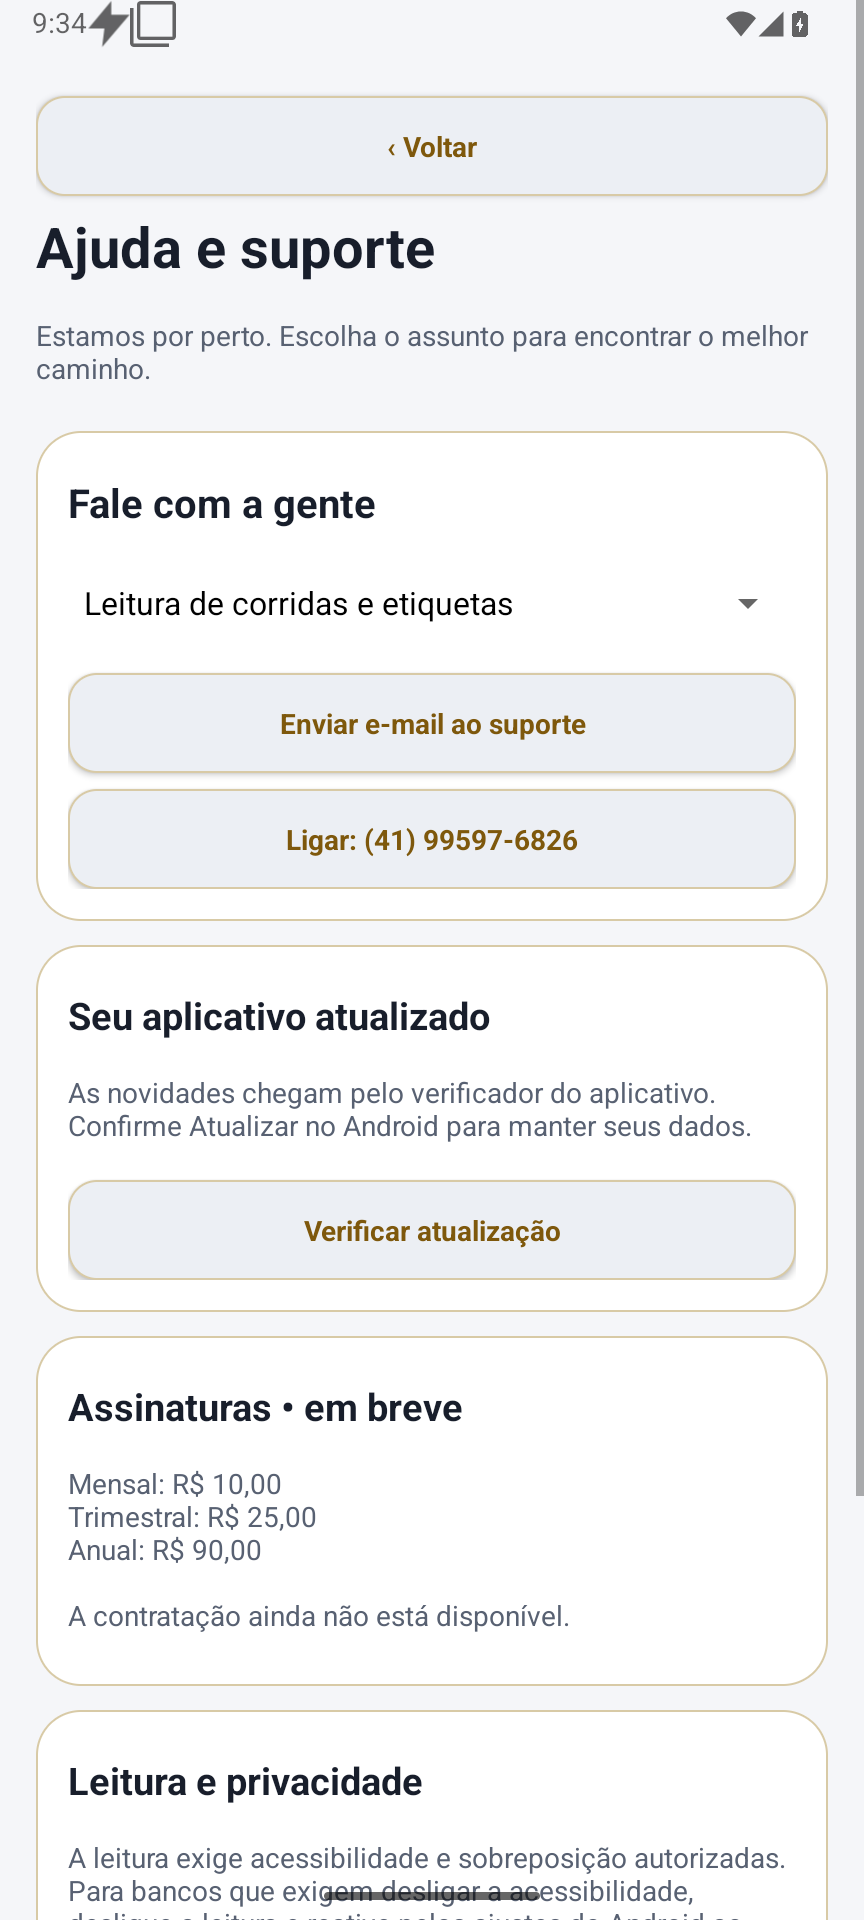 9:34
‹ Voltar
Ajuda e suporte
Estamos por perto. Escolha o assunto para encontrar o melhor
caminho.
Fale com a gente
Leitura de corridas e etiquetas
Enviar e-mail ao suporte
Ligar: (41) 99597-6826
Seu aplicativo atualizado
As novidades chegam pelo verificador do aplicativo.
Confirme Atualizar no Android para manter seus dados.
Verificar atualização
Assinaturas • em breve
Mensal: R$ 10,00
Trimestral: R$ 25,00
Anual: R$ 90,00
A contratação ainda não está disponível.
Leitura e privacidade
A leitura exige acessibilidade e sobreposição autorizadas.
Para bancos que exigem desligar a acessibilidade,